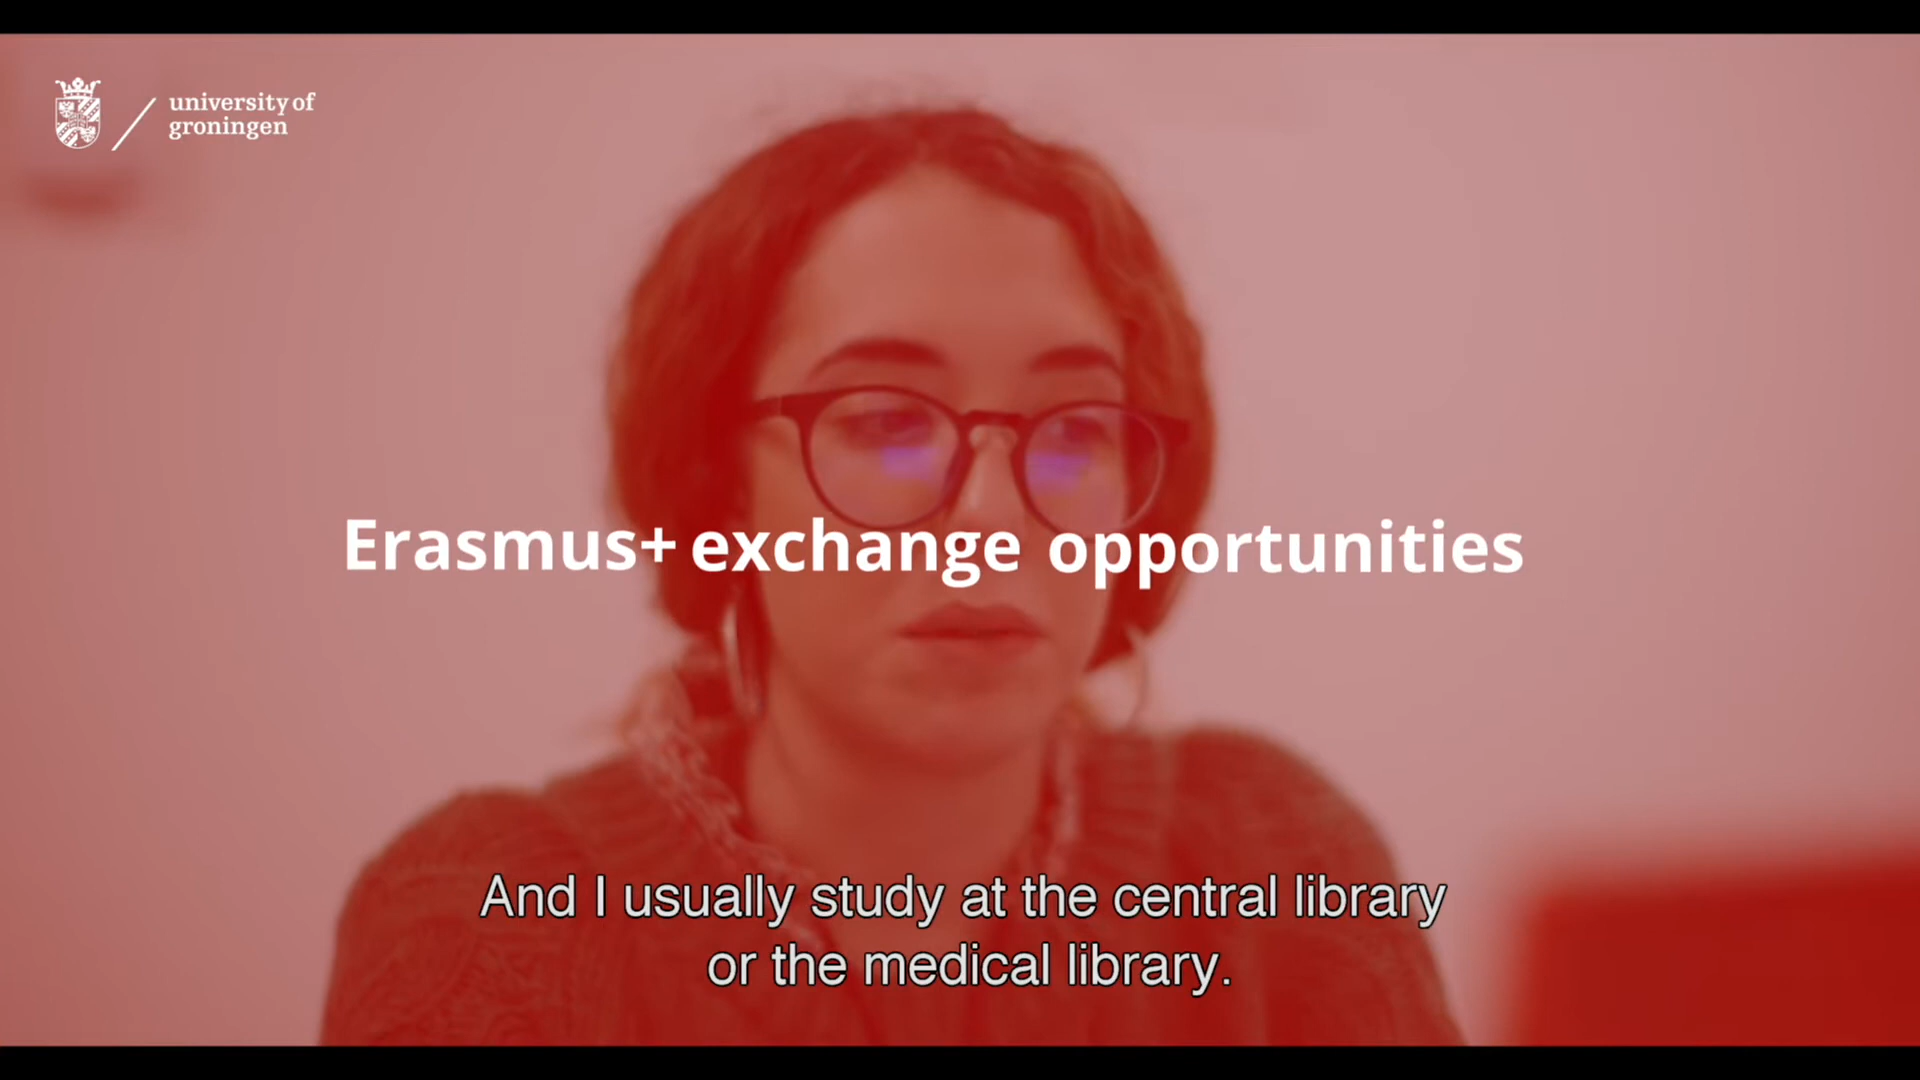 university of
groningen
Erasmus+ exchange opportunities
And I usually study at the central library
or the medical library.